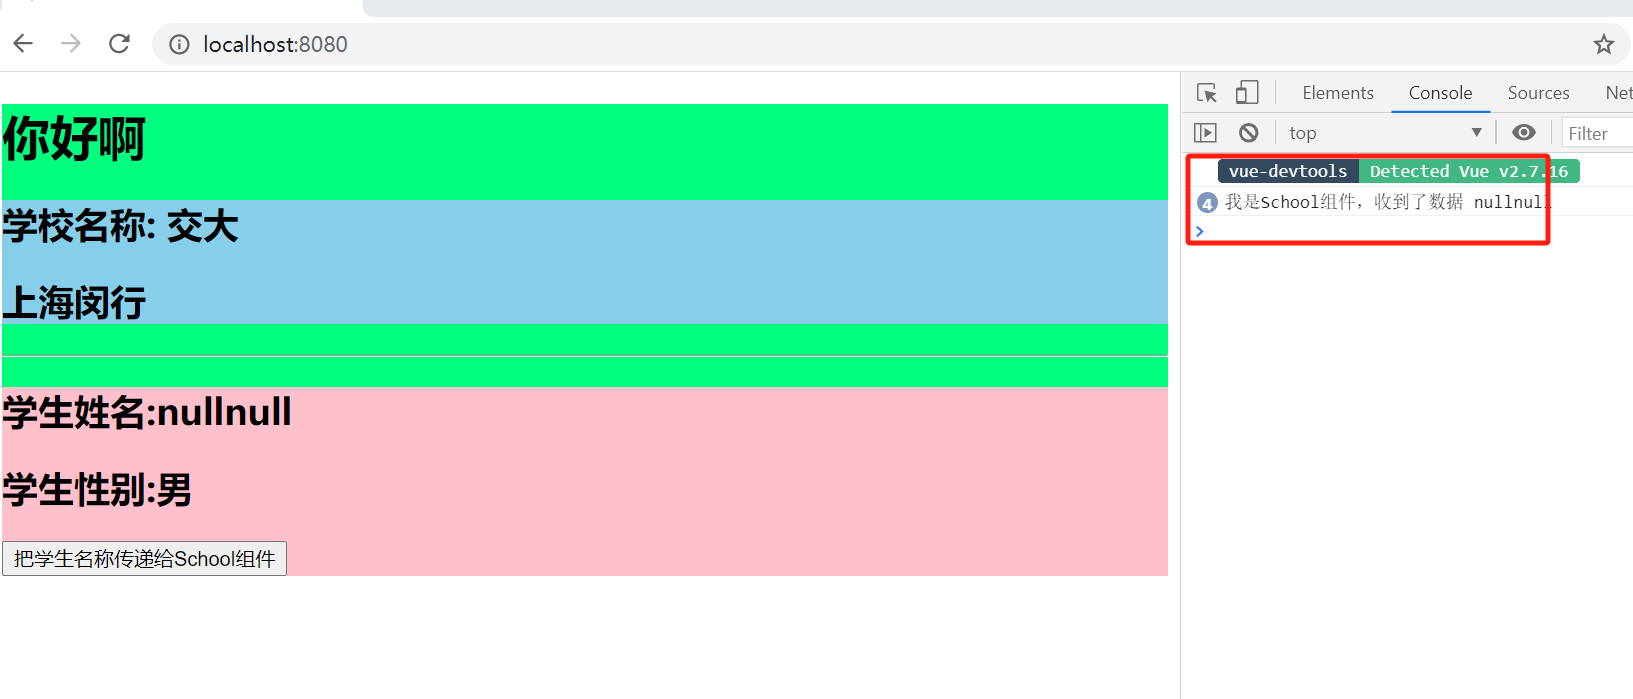 localhost:8080
你好啊
学校名称: 交大
上海闵行
学生姓名:nullnull
学生性别:男
把学生名称传递给School组件
Elements Console Sources Net
top Filter
vue-devtools Detected Vue v2.7.16
4 我是School组件，收到了数据 nullnull